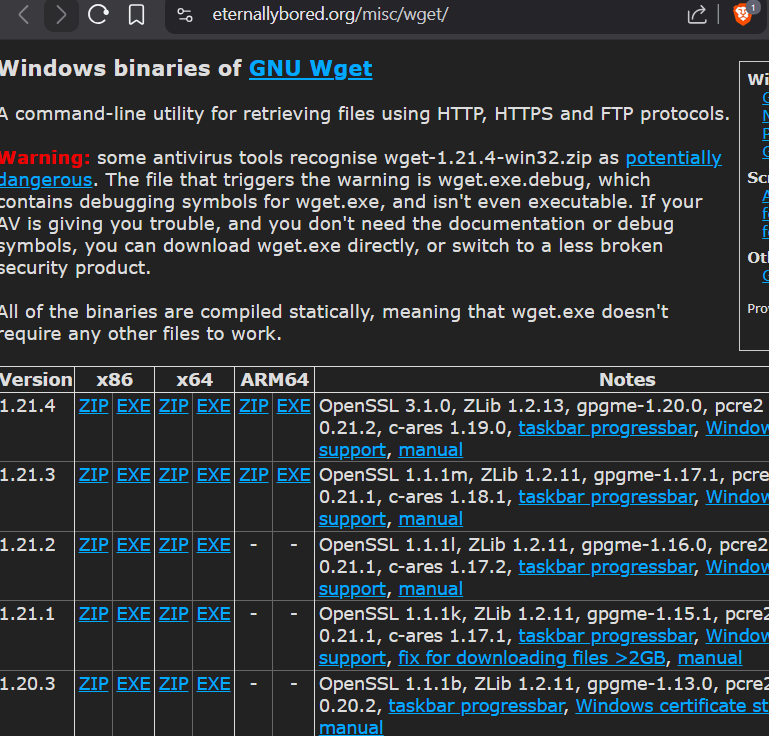 eternallybored.org/misc/wget/
1
Windows binaries of GNU Wget
A command-line utility for retrieving files using HTTP, HTTPS and FTP protocols.
Warning: some antivirus tools recognise wget-1.21.4-win32.zip as potentially
dangerous. The file that triggers the warning is wget.exe.debug, which
contains debugging symbols for wget.exe, and isn't even executable. If your
AV is giving you trouble, and you don't need the documentation or debug
symbols, you can download wget.exe directly, or switch to a less broken
security product.
All of the binaries are compiled statically, meaning that wget.exe doesn't
require any other files to work.
Version x86 x64 ARM64 Notes
1.21.4 ZIP EXE ZIP EXE ZIP EXE OpenSSL 3.1.0, ZLib 1.2.13, gpgme-1.20.0, pcre2
0.21.2, c-ares 1.19.0, taskbar progressbar, Window
support, manual
1.21.3 ZIP EXE ZIP EXE ZIP EXE OpenSSL 1.1.1m, ZLib 1.2.11, gpgme-1.17.1, pcre
0.21.1, c-ares 1.18.1, taskbar progressbar, Window
support, manual
1.21.2 ZIP EXE ZIP EXE - - OpenSSL 1.1.1l, ZLib 1.2.11, gpgme-1.16.0, pcre2
0.21.1, c-ares 1.17.2, taskbar progressbar, Window
support, manual
1.21.1 ZIP EXE ZIP EXE - - OpenSSL 1.1.1k, ZLib 1.2.11, gpgme-1.15.1, pcre2
0.21.1, c-ares 1.17.1, taskbar progressbar, Window
support, fix for downloading files >2GB, manual
1.20.3 ZIP EXE ZIP EXE - - OpenSSL 1.1.1b, ZLib 1.2.11, gpgme-1.13.0, pcre2
0.20.2, taskbar progressbar, Windows certificate st
manual
Wi
Scr
Otl
Prov